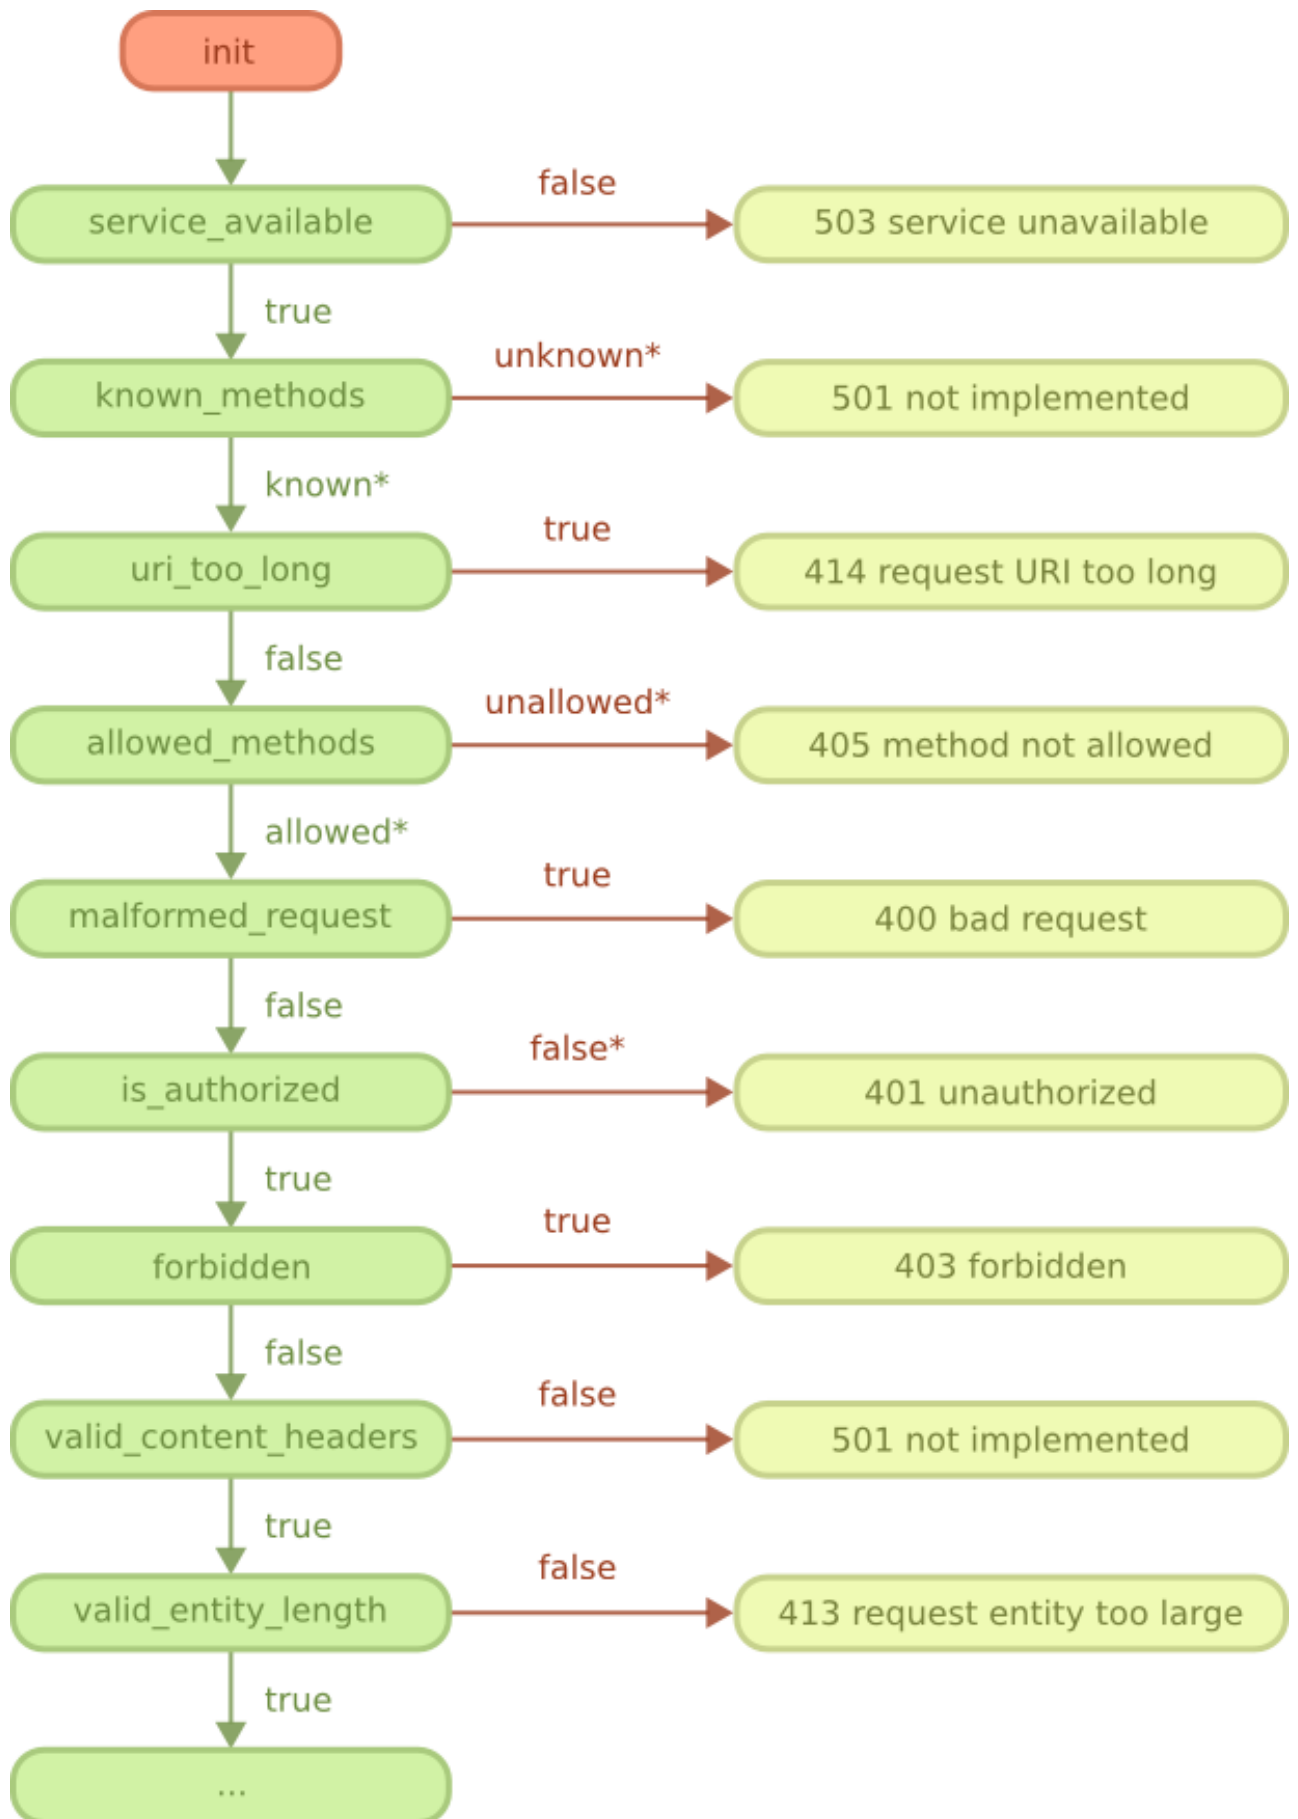 init
false
service_available
503 service unavailable
true
unknown*
known_methods
501 not implemented
known*
true
uri_too_long
414 request URI too long
false
unallowed*
allowed_methods
405 method not allowed
allowed*
true
malformed_request
400 bad request
false
false*
is_authorized
401 unauthorized
true
true
forbidden
403 forbidden
false
false
valid_content_headers
501 not implemented
true
false
valid_entity_length
413 request entity too large
true
...